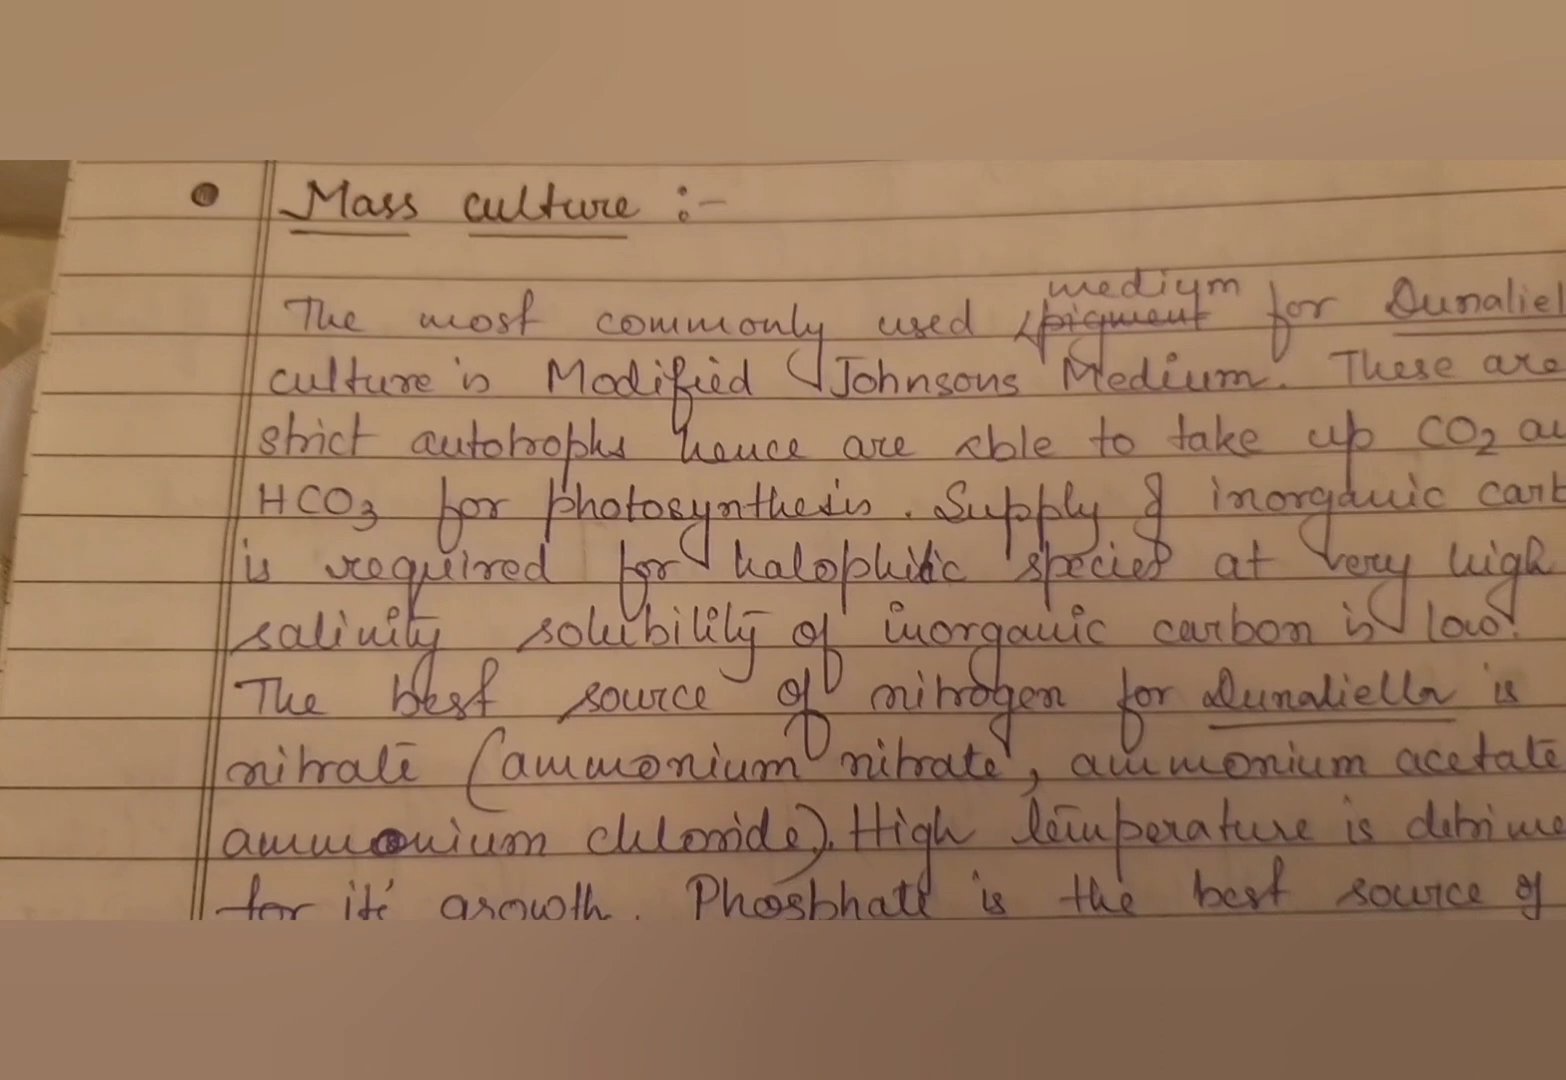 Mass culture :-
medium
The most commonly used pigment for Dunaliel
culture is Modified Johnsons Medium. These are
strict autotrophs hence are able to take up CO2 an
HCO3 for photosynthesis. Supply of inorganic carb
is required for halophilic species at very high
salinity solubility of inorganic carbon is low.
The best source of nitrogen for Dunaliella is
nitrate (ammonium nitrate, ammonium acetate
ammonium chloride). High temperature is detrime
for it's growth. Phosphate is the best source of